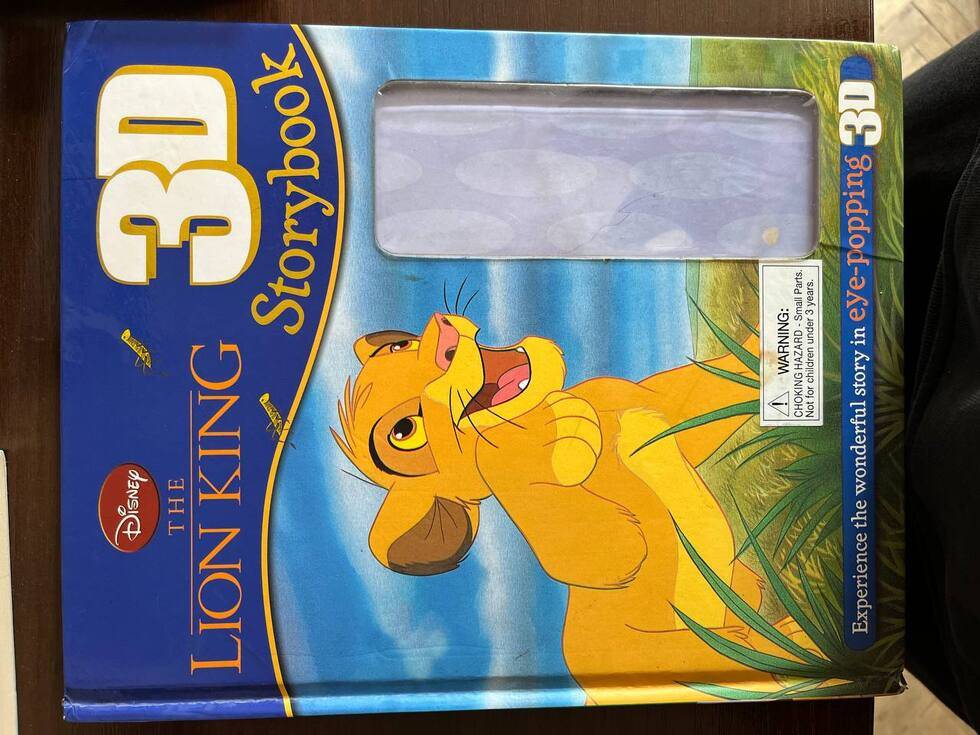 Disney
THE
LION KING
3D
Storybook
WARNING:
CHOKING HAZARD - Small Parts.
Not for children under 3 years.
Experience the wonderful story in eye-popping 3D